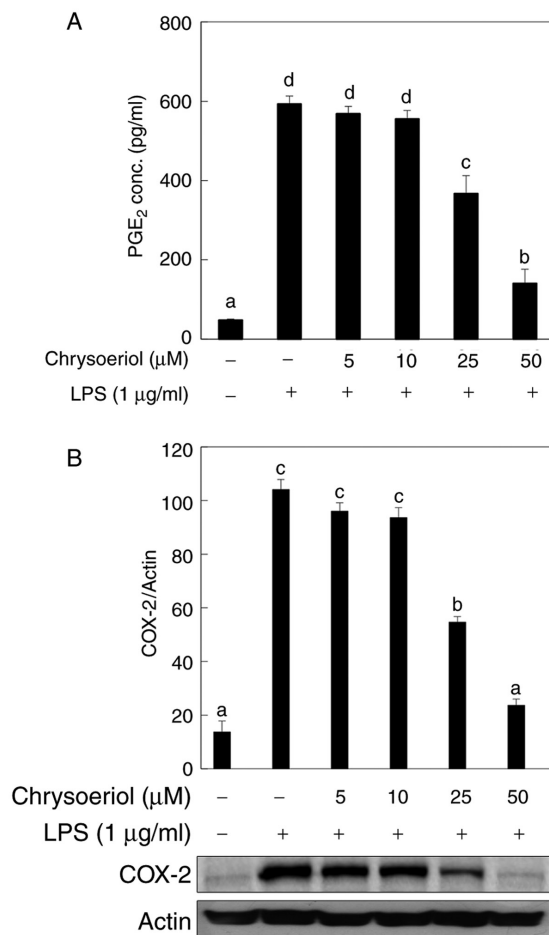 A
800
600
400
200
0
PGE₂ conc. (pg/ml)
a d d d c b
Chrysoeriol (μM) – – 5 10 25 50
LPS (1 μg/ml) – + + + + +
B
120
100
80
60
40
20
0
COX-2/Actin
a c c c b a
Chrysoeriol (μM) – – 5 10 25 50
LPS (1 μg/ml) – + + + + +
COX-2
Actin